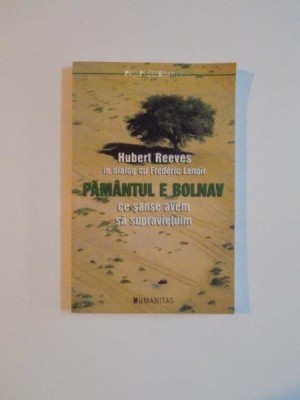 Hubert Reeves
în dialog cu Frédéric Lenoir
PĂMÂNTUL E BOLNAV
ce șanse avem
să supraviețuim
HUMANITAS